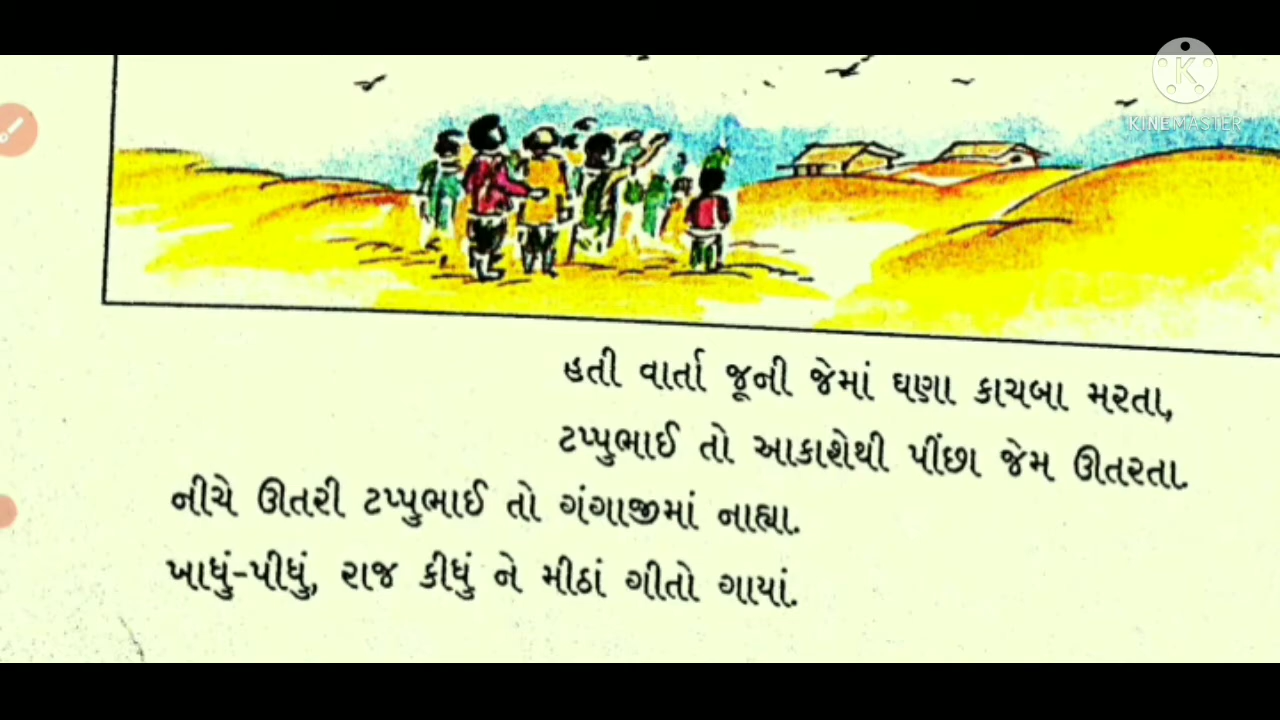 KINEMASTER
હતી વાર્તા જૂની જેમાં ઘણા કાચબા મરતા,
ટપ્પુભાઈ તો આકાશેથી પીંછા જેમ ઊતરતા.
નીચે ઊતરી ટપ્પુભાઈ તો ગંગાજીમાં નાહ્યા.
ખાધું-પીધું, રાજ કીધું ને મીઠાં ગીતો ગાયાં.